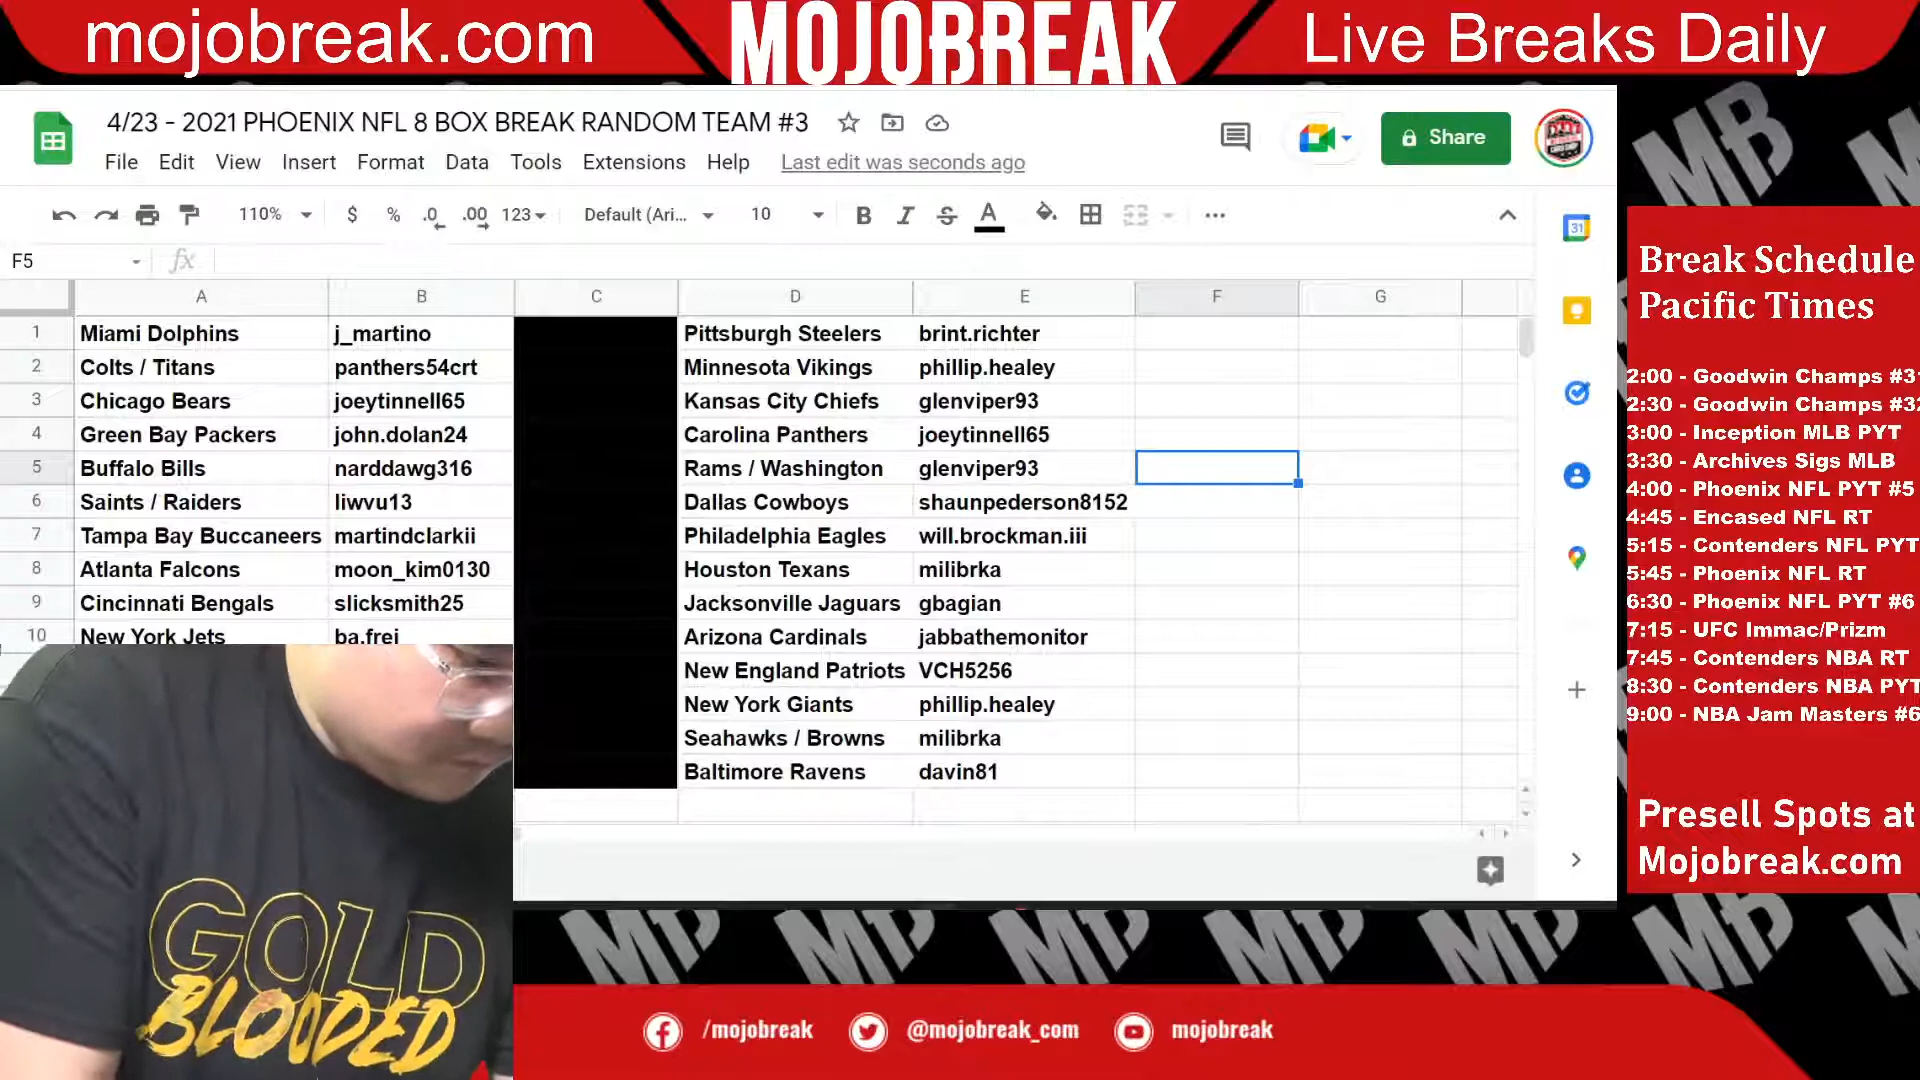 mojobreak.com
MOJOBREAK
Live Breaks Daily
4/23 - 2021 PHOENIX NFL 8 BOX BREAK RANDOM TEAM #3
File Edit View Insert Format Data Tools Extensions Help Last edit was seconds ago
Share
110% $ % .0 .00 123 Default (Ari... 10 B I S A
F5 fx
A B C D E F G
1 Miami Dolphins j_martino Pittsburgh Steelers brint.richter
2 Colts / Titans panthers54crt Minnesota Vikings phillip.healey
3 Chicago Bears joeytinnell65 Kansas City Chiefs glenviper93
4 Green Bay Packers john.dolan24 Carolina Panthers joeytinnell65
5 Buffalo Bills narddawg316 Rams / Washington glenviper93
6 Saints / Raiders liwvu13 Dallas Cowboys shaunpederson8152
7 Tampa Bay Buccaneers martindclarkii Philadelphia Eagles will.brockman.iii
8 Atlanta Falcons moon_kim0130 Houston Texans milibrka
9 Cincinnati Bengals slicksmith25 Jacksonville Jaguars gbagian
10 New York Jets ba.frei Arizona Cardinals jabbathemonitor
New England Patriots VCH5256
New York Giants phillip.healey
Seahawks / Browns milibrka
Baltimore Ravens davin81
31
Break Schedule
Pacific Times
2:00 - Goodwin Champs #31
2:30 - Goodwin Champs #32
3:00 - Inception MLB PYT
3:30 - Archives Sigs MLB
4:00 - Phoenix NFL PYT #5
4:45 - Encased NFL RT
5:15 - Contenders NFL PYT
5:45 - Phoenix NFL RT
6:30 - Phoenix NFL PYT #6
7:15 - UFC Immac/Prizm
7:45 - Contenders NBA RT
8:30 - Contenders NBA PYT
9:00 - NBA Jam Masters #6
Presell Spots at
Mojobreak.com
GOLD
BLOODED
/mojobreak @mojobreak_com mojobreak